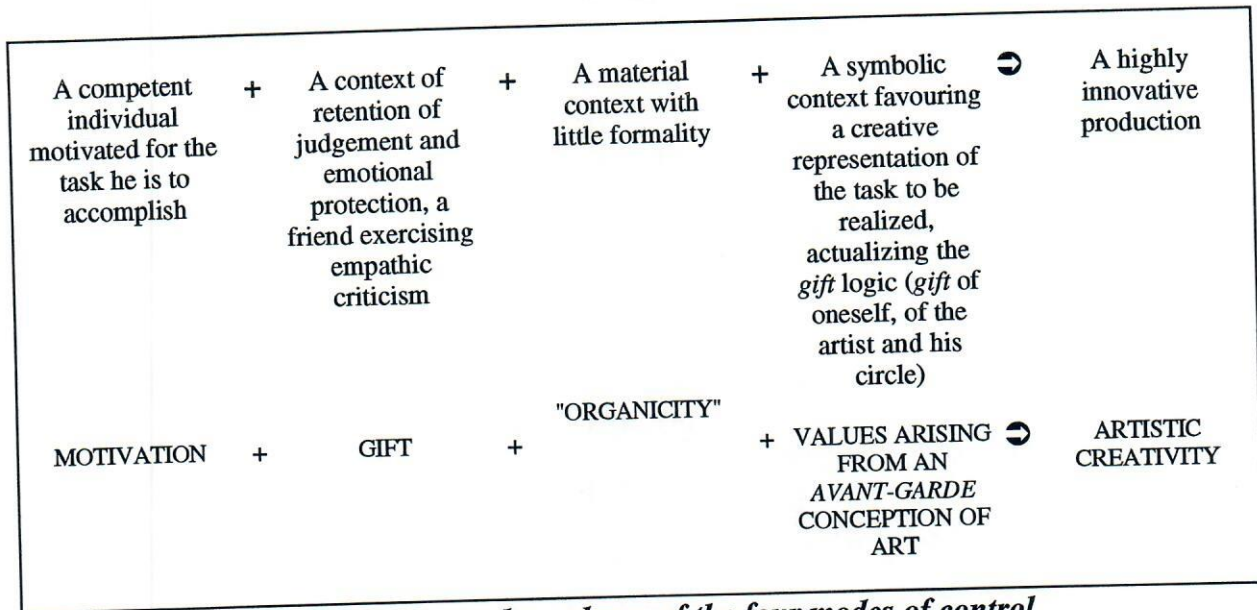 A competent
individual
motivated for the
task he is to
accomplish
+
A context of
retention of
judgement and
emotional
protection, a
friend exercising
empathic
criticism
+
A material
context with
little formality
+
A symbolic
context favouring
a creative
representation of
the task to be
realized,
actualizing the
gift logic (gift of
oneself, of the
artist and his
circle)
➲
A highly
innovative
production
MOTIVATION
+
GIFT
+
"ORGANICITY"
+
VALUES ARISING
FROM AN
AVANT-GARDE
CONCEPTION OF
ART
➲
ARTISTIC
CREATIVITY
of the four modes of control